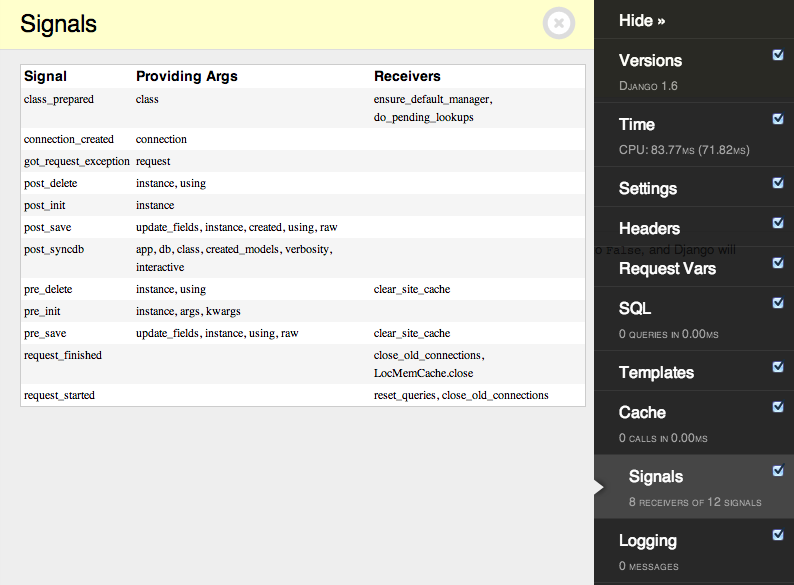 Signals
Signal Providing Args Receivers
class_prepared class ensure_default_manager,
do_pending_lookups
connection_created connection
got_request_exception request
post_delete instance, using
post_init instance
post_save update_fields, instance, created, using, raw
post_syncdb app, db, class, created_models, verbosity,
interactive
pre_delete instance, using clear_site_cache
pre_init instance, args, kwargs
pre_save update_fields, instance, using, raw clear_site_cache
request_finished close_old_connections,
LocMemCache.close
request_started reset_queries, close_old_connections
Hide »
Versions
Django 1.6
Time
CPU: 83.77ms (71.82ms)
Settings
Headers
o False, and Django will
Request Vars
SQL
0 queries in 0.00ms
Templates
Cache
0 calls in 0.00ms
Signals
8 receivers of 12 signals
Logging
0 messages